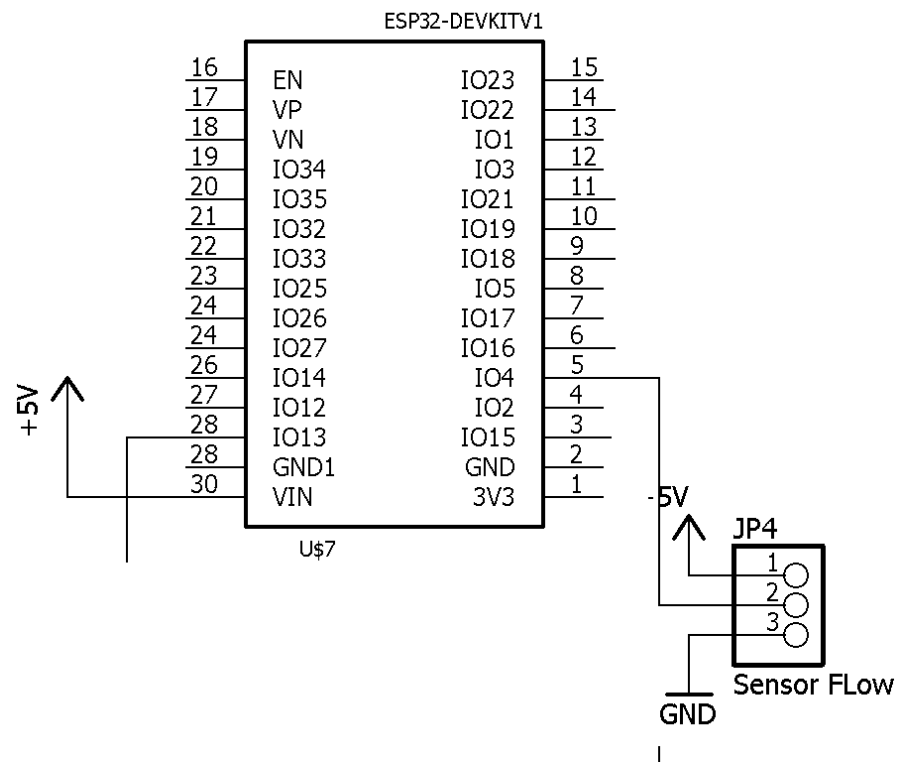 ESP32-DEVKITV1
16 EN IO23 15
17 VP IO22 14
18 VN IO1 13
19 IO34 IO3 12
20 IO35 IO21 11
21 IO32 IO19 10
22 IO33 IO18 9
23 IO25 IO5 8
24 IO26 IO17 7
24 IO27 IO16 6
26 IO14 IO4 5
27 IO12 IO2 4
28 IO13 IO15 3
28 GND1 GND 2
30 VIN 3V3 1
+5V
U$7
-5V
JP4
1
2
3
Sensor FLow
GND